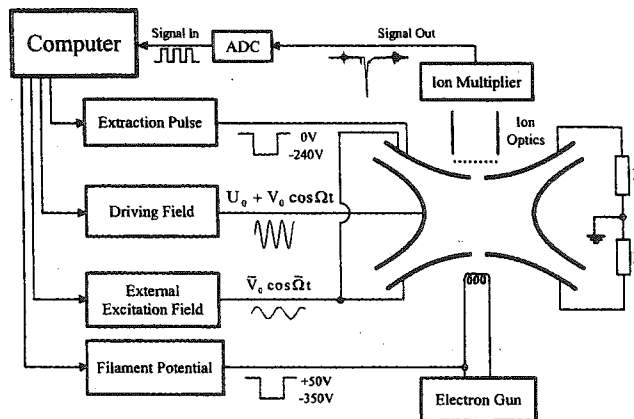 Computer
Signal In
ADC
Signal Out
Ion Multiplier
Ion
Optics
Extraction Pulse
0V
-240V
Driving Field
U₀ + V₀ cosΩt
External
Excitation Field
V̄₀ cosΩ̄t
Filament Potential
+50V
-350V
Electron Gun